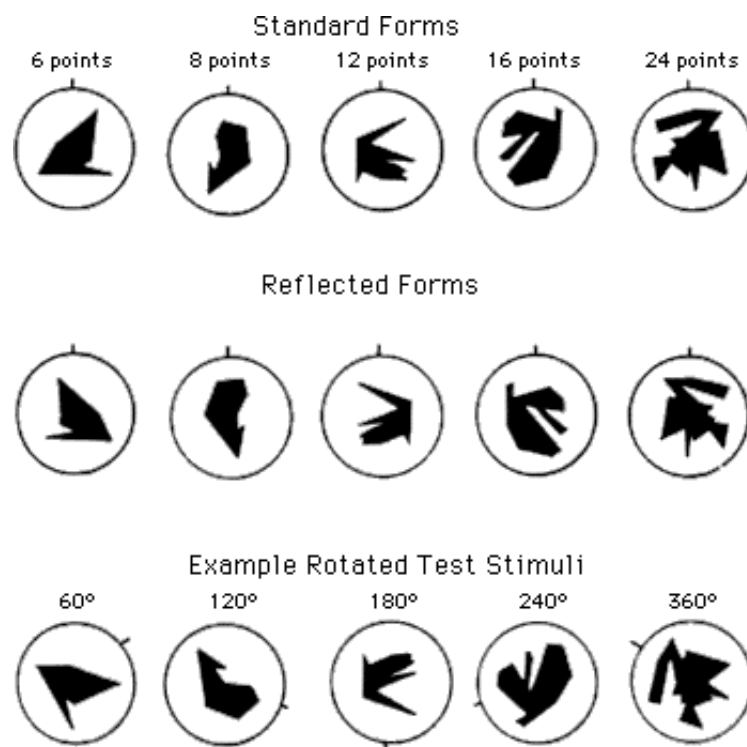 Standard Forms
6 points 8 points 12 points 16 points 24 points
Reflected Forms
Example Rotated Test Stimuli
60° 120° 180° 240° 360°